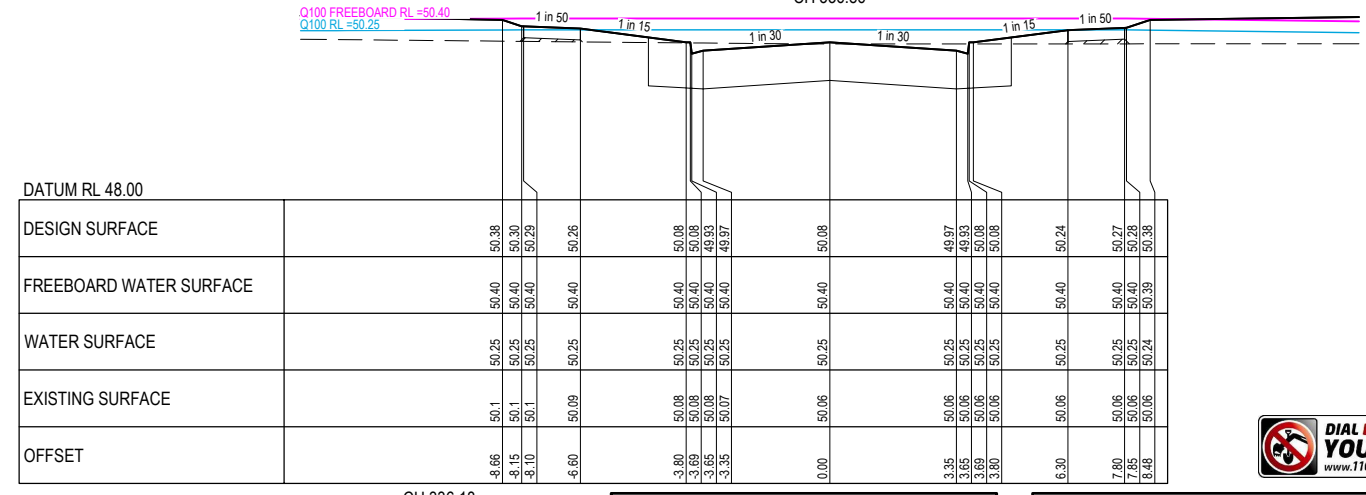 Q100 FREEBOARD RL =50.40
Q100 RL =50.25
1 in 50
1 in 15
1 in 30
1 in 30
1 in 15
1 in 50
DATUM RL 48.00
DESIGN SURFACE 50.38 50.30 50.29 50.26 50.08 50.08 49.93 49.97 50.08 49.97 49.93 50.08 50.08 50.24 50.27 50.28 50.38
FREEBOARD WATER SURFACE 50.40 50.40 50.40 50.40 50.40 50.40 50.40 50.40 50.40 50.40 50.40 50.40 50.40 50.40 50.40 50.40 50.39
WATER SURFACE 50.25 50.25 50.25 50.25 50.25 50.25 50.25 50.25 50.25 50.25 50.25 50.25 50.25 50.25 50.25 50.25 50.24
EXISTING SURFACE 50.1 50.1 50.1 50.09 50.08 50.08 50.08 50.07 50.06 50.06 50.06 50.06 50.06 50.06 50.06 50.06 50.06
OFFSET -8.66 -8.15 -8.10 -6.60 -3.80 -3.69 -3.65 -3.35 0.00 3.35 3.65 3.69 3.80 6.30 7.80 7.85 8.48
DIAL
YOU
www.11